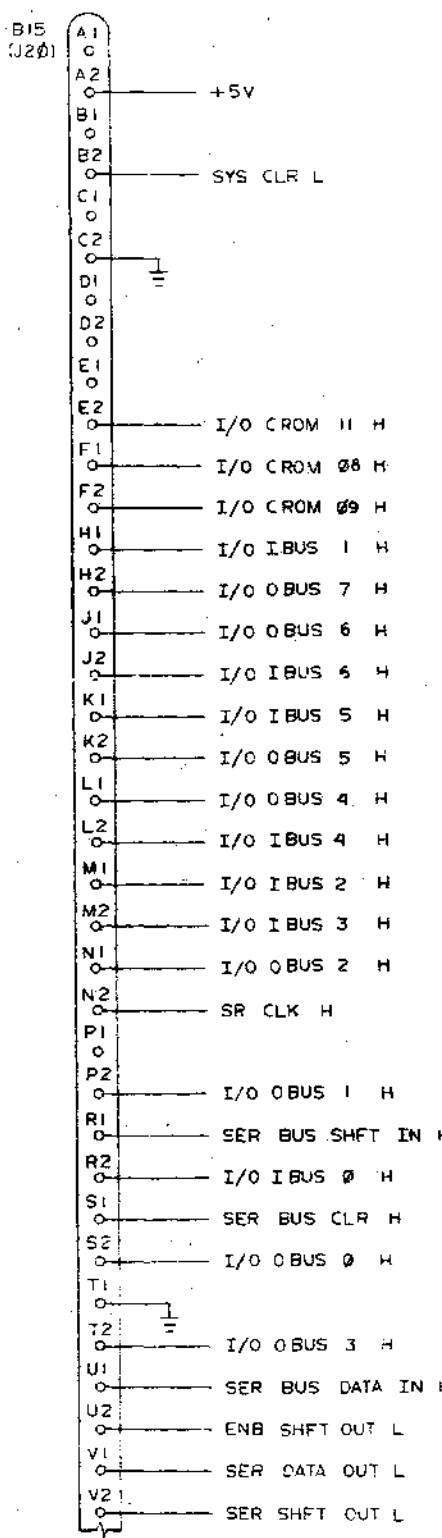 B15
(J2Ø)
A1
A2 +5V
B1
B2 SYS CLR L
C1
C2
D1
D2
E1
E2 I/O CROM 11 H
F1 I/O CROM Ø8 H
F2 I/O CROM Ø9 H
H1 I/O IBUS 1 H
H2 I/O OBUS 7 H
J1 I/O OBUS 6 H
J2 I/O IBUS 6 H
K1 I/O IBUS 5 H
K2 I/O OBUS 5 H
L1 I/O OBUS 4 H
L2 I/O IBUS 4 H
M1 I/O IBUS 2 H
M2 I/O IBUS 3 H
N1 I/O OBUS 2 H
N2 SR CLK H
P1
P2 I/O OBUS 1 H
R1 SER BUS SHFT IN H
R2 I/O IBUS Ø H
S1 SER BUS CLR H
S2 I/O OBUS Ø H
T1
T2 I/O OBUS 3 H
U1 SER BUS DATA IN H
U2 ENB SHFT OUT L
V1 SER DATA OUT L
V2 SER SHFT OUT L